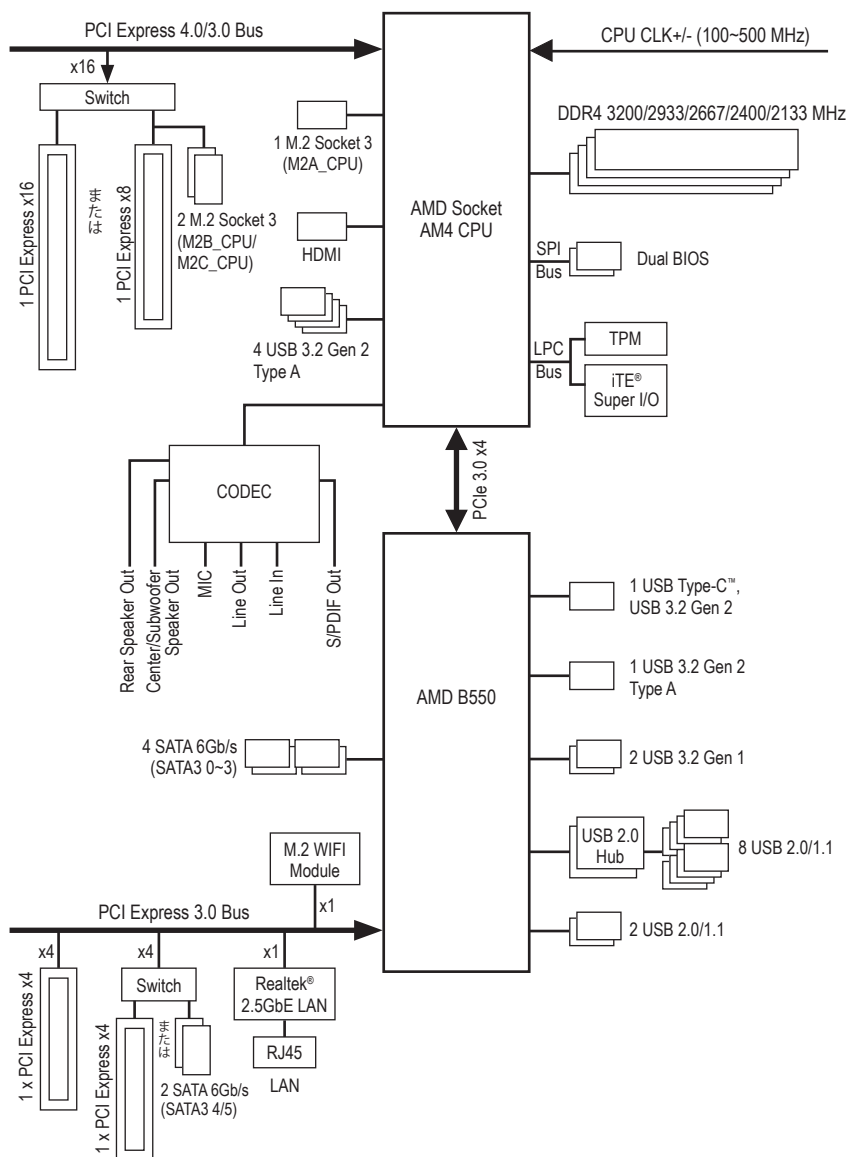 PCI Express 4.0/3.0 Bus
CPU CLK+/- (100~500 MHz)
x16
Switch
1 PCI Express x16
または
1 PCI Express x8
2 M.2 Socket 3
(M2B_CPU/
M2C_CPU)
1 M.2 Socket 3
(M2A_CPU)
HDMI
4 USB 3.2 Gen 2
Type A
AMD Socket
AM4 CPU
DDR4 3200/2933/2667/2400/2133 MHz
SPI
Bus
Dual BIOS
LPC
Bus
TPM
iTE®
Super I/O
PCIe 3.0 x4
CODEC
Rear Speaker Out
Center/Subwoofer
Speaker Out
MIC
Line Out
Line In
S/PDIF Out
AMD B550
1 USB Type-C™,
USB 3.2 Gen 2
1 USB 3.2 Gen 2
Type A
4 SATA 6Gb/s
(SATA3 0~3)
2 USB 3.2 Gen 1
USB 2.0
Hub
8 USB 2.0/1.1
2 USB 2.0/1.1
M.2 WIFI
Module
x1
PCI Express 3.0 Bus
x4
x4
x1
1 x PCI Express x4
Switch
1 x PCI Express x4
または
2 SATA 6Gb/s
(SATA3 4/5)
Realtek®
2.5GbE LAN
RJ45
LAN